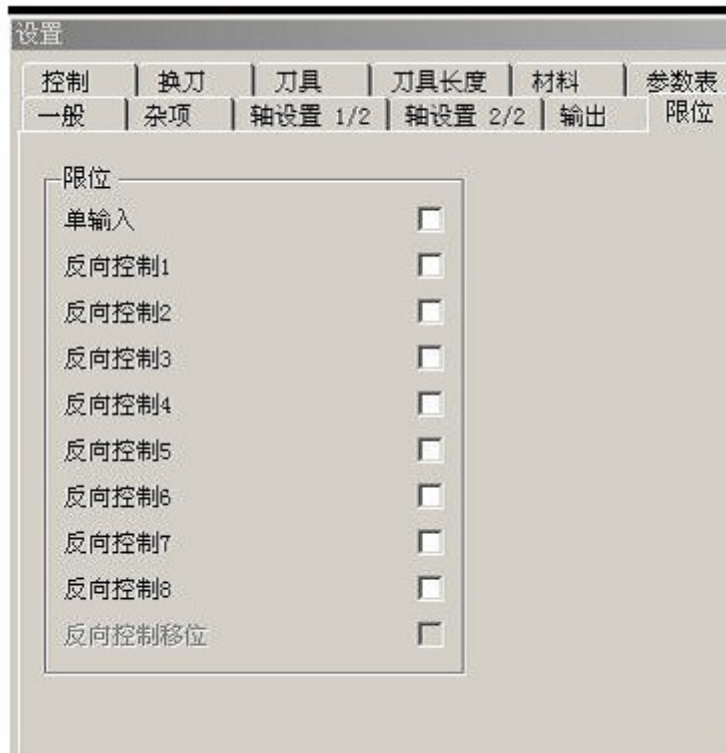 设置
控制 换刀 刀具 刀具长度 材料 参数表
一般 杂项 轴设置 1/2 轴设置 2/2 输出 限位
限位
单输入
反向控制1
反向控制2
反向控制3
反向控制4
反向控制5
反向控制6
反向控制7
反向控制8
反向控制移位